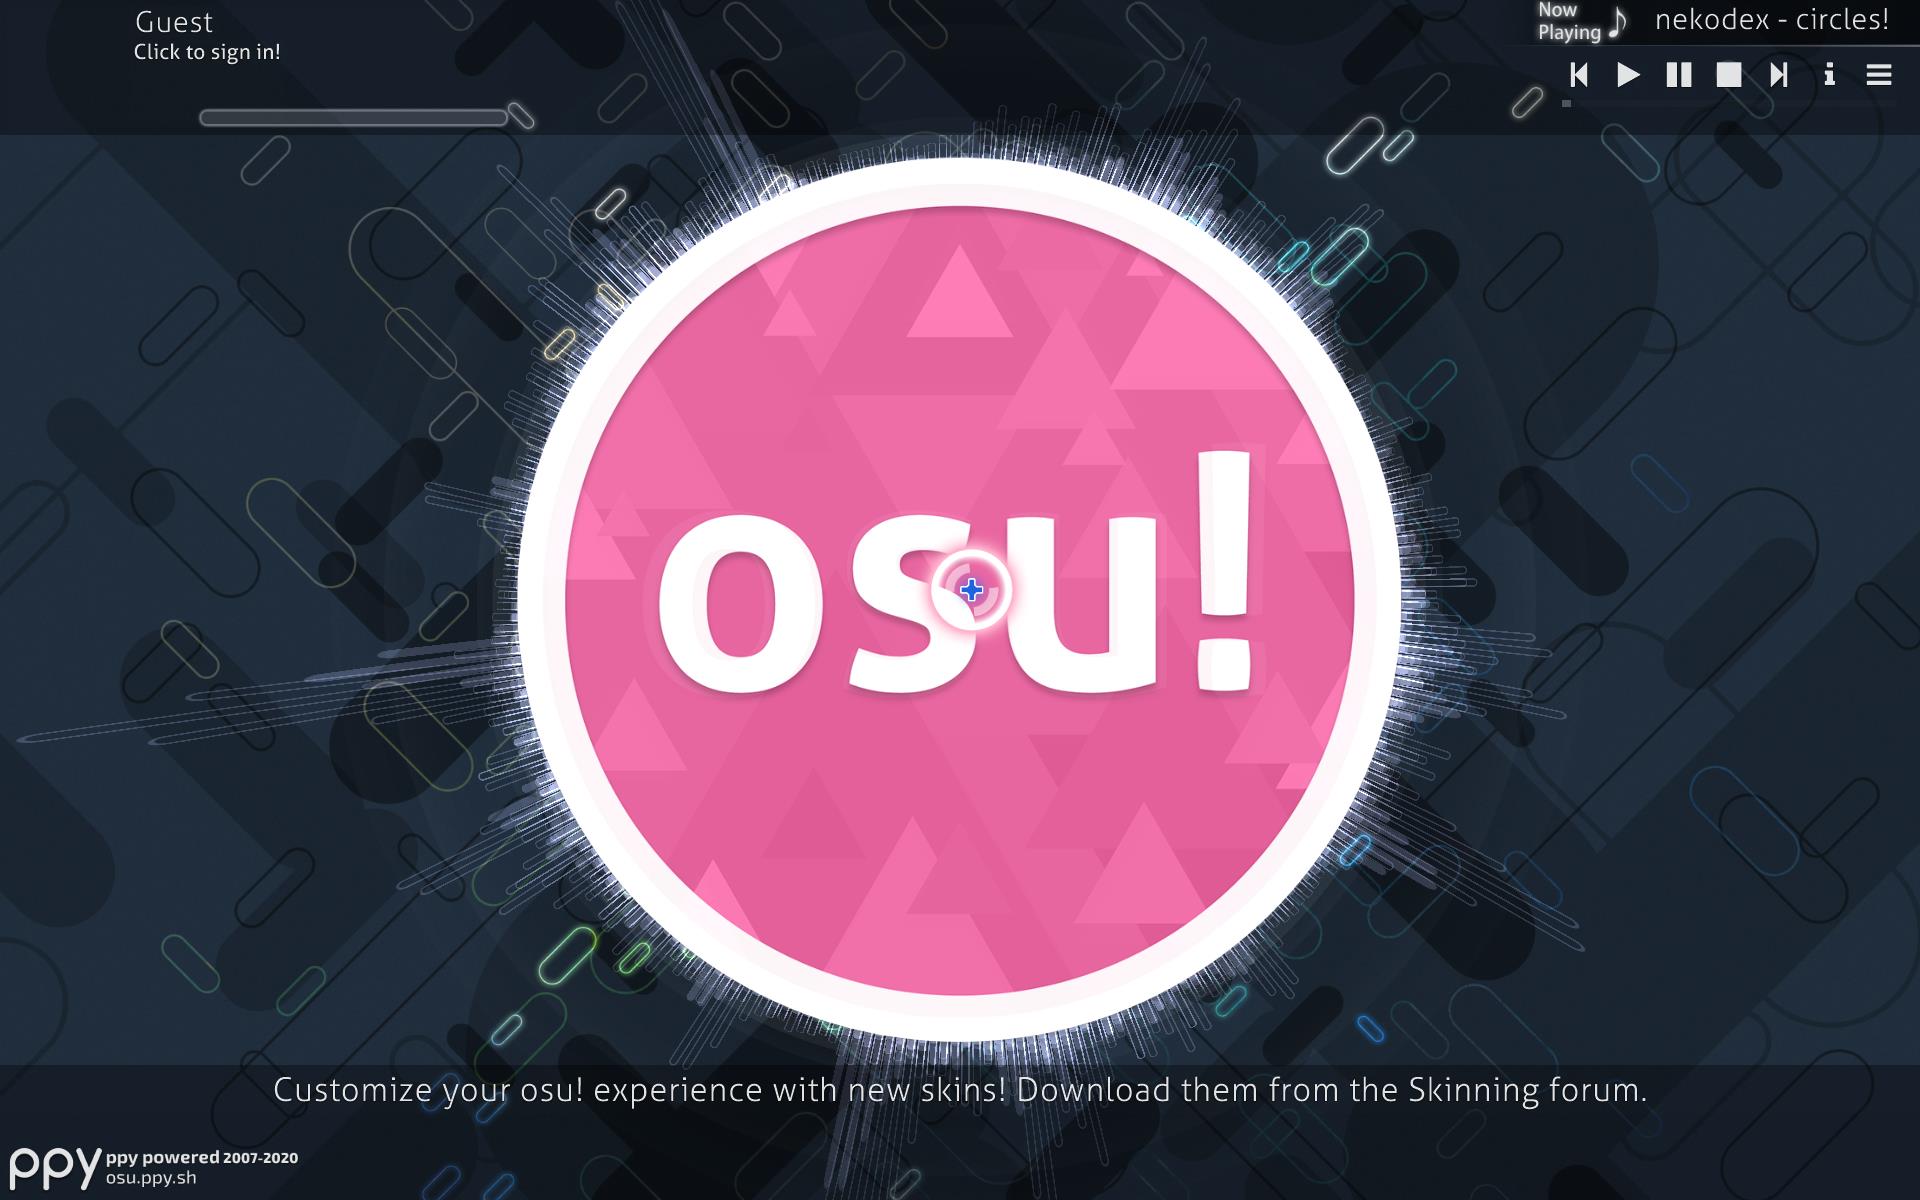 Guest
Click to sign in!
Now
Playing
nekodex - circles!
osu!
Customize your osu! experience with new skins! Download them from the Skinning forum.
ppy
ppy powered 2007-2020
osu.ppy.sh